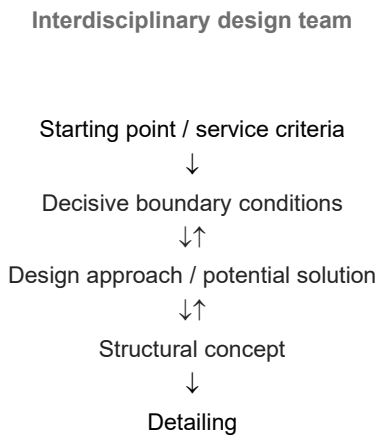 Interdisciplinary design team
Starting point / service criteria
↓
Decisive boundary conditions
↓↑
Design approach / potential solution
↓↑
Structural concept
↓
Detailing